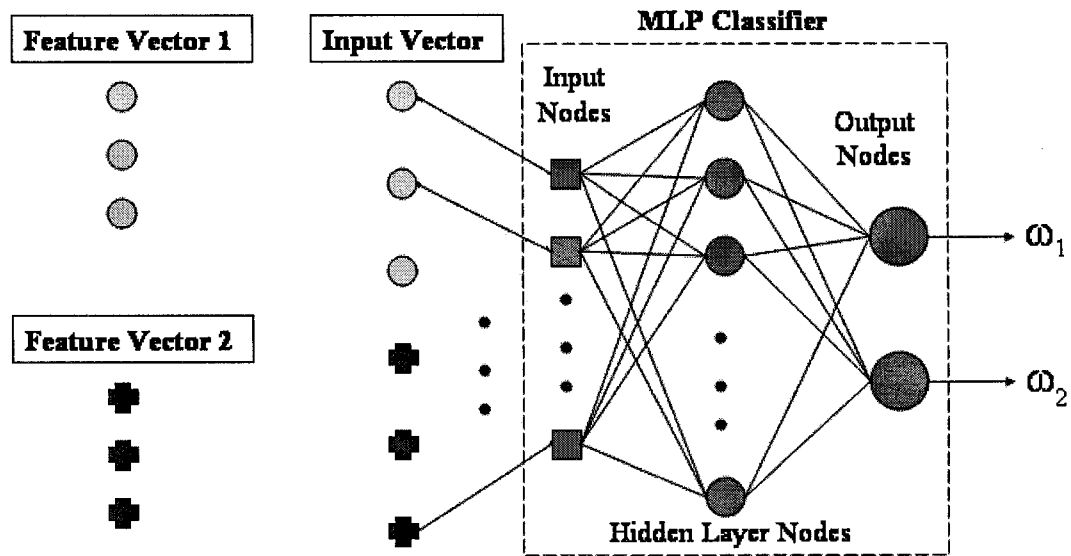 MLP Classifier
Feature Vector 1
Input Vector
Input
Nodes
Output
Nodes
ω1
Feature Vector 2
ω2
Hidden Layer Nodes